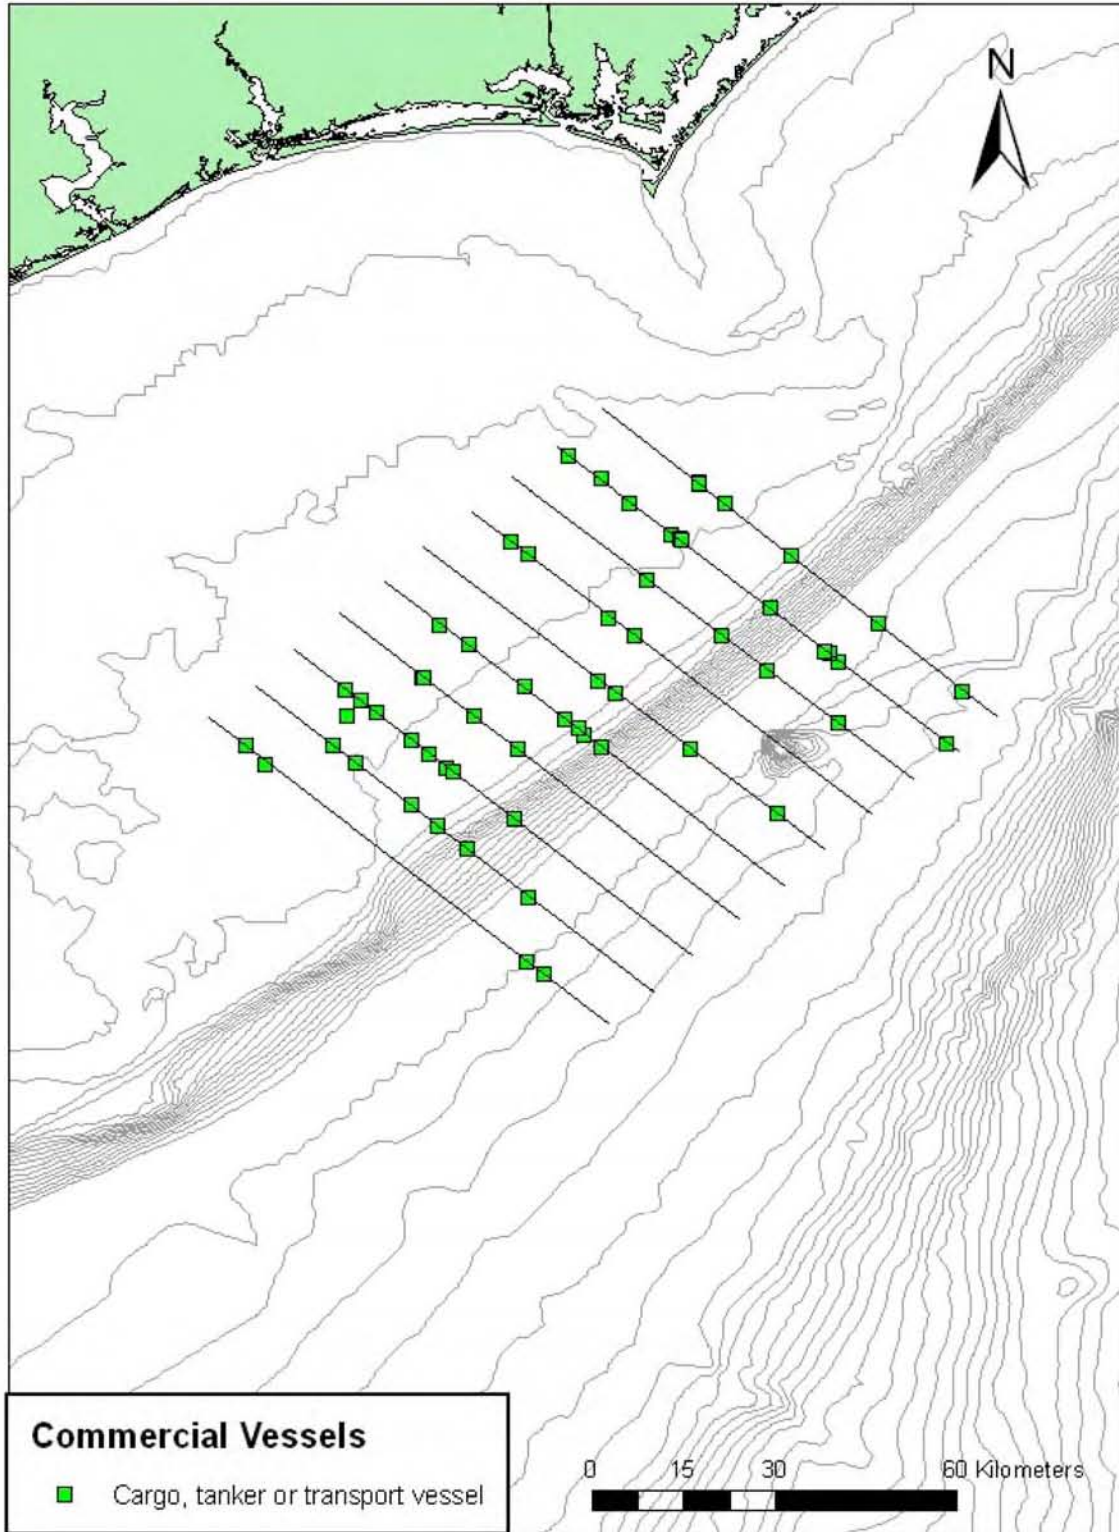 N
Commercial Vessels
Cargo, tanker or transport vessel
0 15 30 60 Kilometers